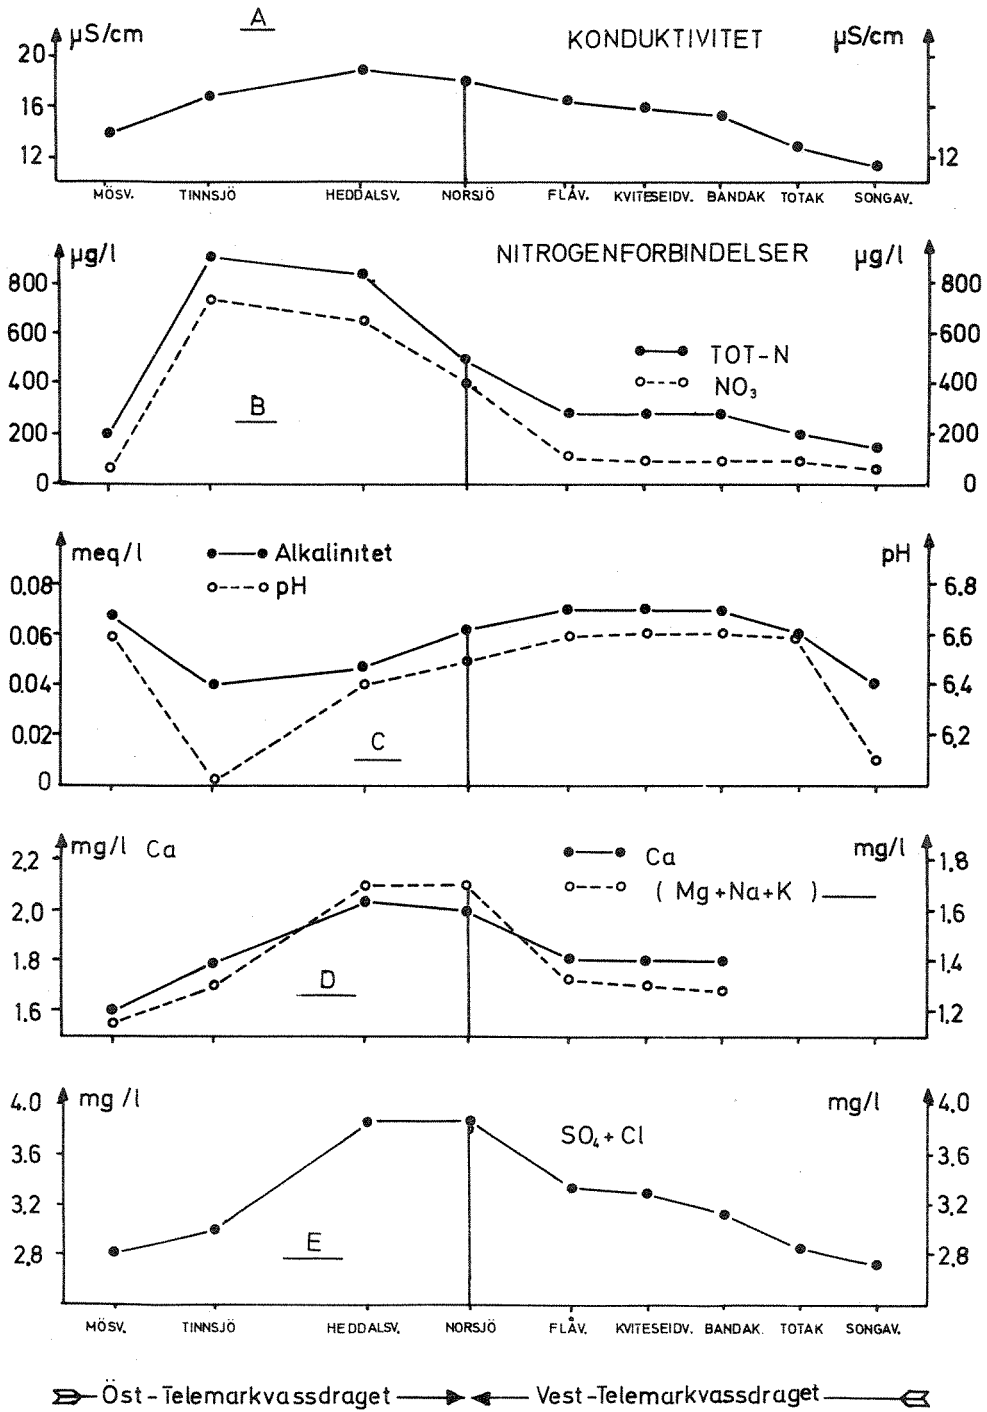 A
µS/cm KONDUKTIVITET µS/cm
20
16
12 12
MÖSV. TINNSJÖ HEDDALSV. NORSJÖ FLÅV. KVITESEIDV. BANDAK TOTAK SONGAV.
µg/l NITROGENFORBINDELSER µg/l
800 800
600 600
TOT-N
400 NO₃ 400
B
200 200
0 0
meq/l Alkalinitet pH
pH
0.08 6.8
0.06 6.6
0.04 6.4
0.02 6.2
C
0
mg/l Ca mg/l
2.2 Ca 1.8
(Mg+Na+K)
2.0 1.6
1.8 1.4
D
1.6 1.2
4.0 mg/l mg/l 4.0
SO₄+Cl
3.6 3.6
3.2 3.2
E
2.8 2.8
MÖSV. TINNSJÖ HEDDALSV. NORSJÖ FLÅV. KVITESEIDV. BANDAK. TOTAK SONGAV.
Öst-Telemarkvassdraget Vest-Telemarkvassdraget